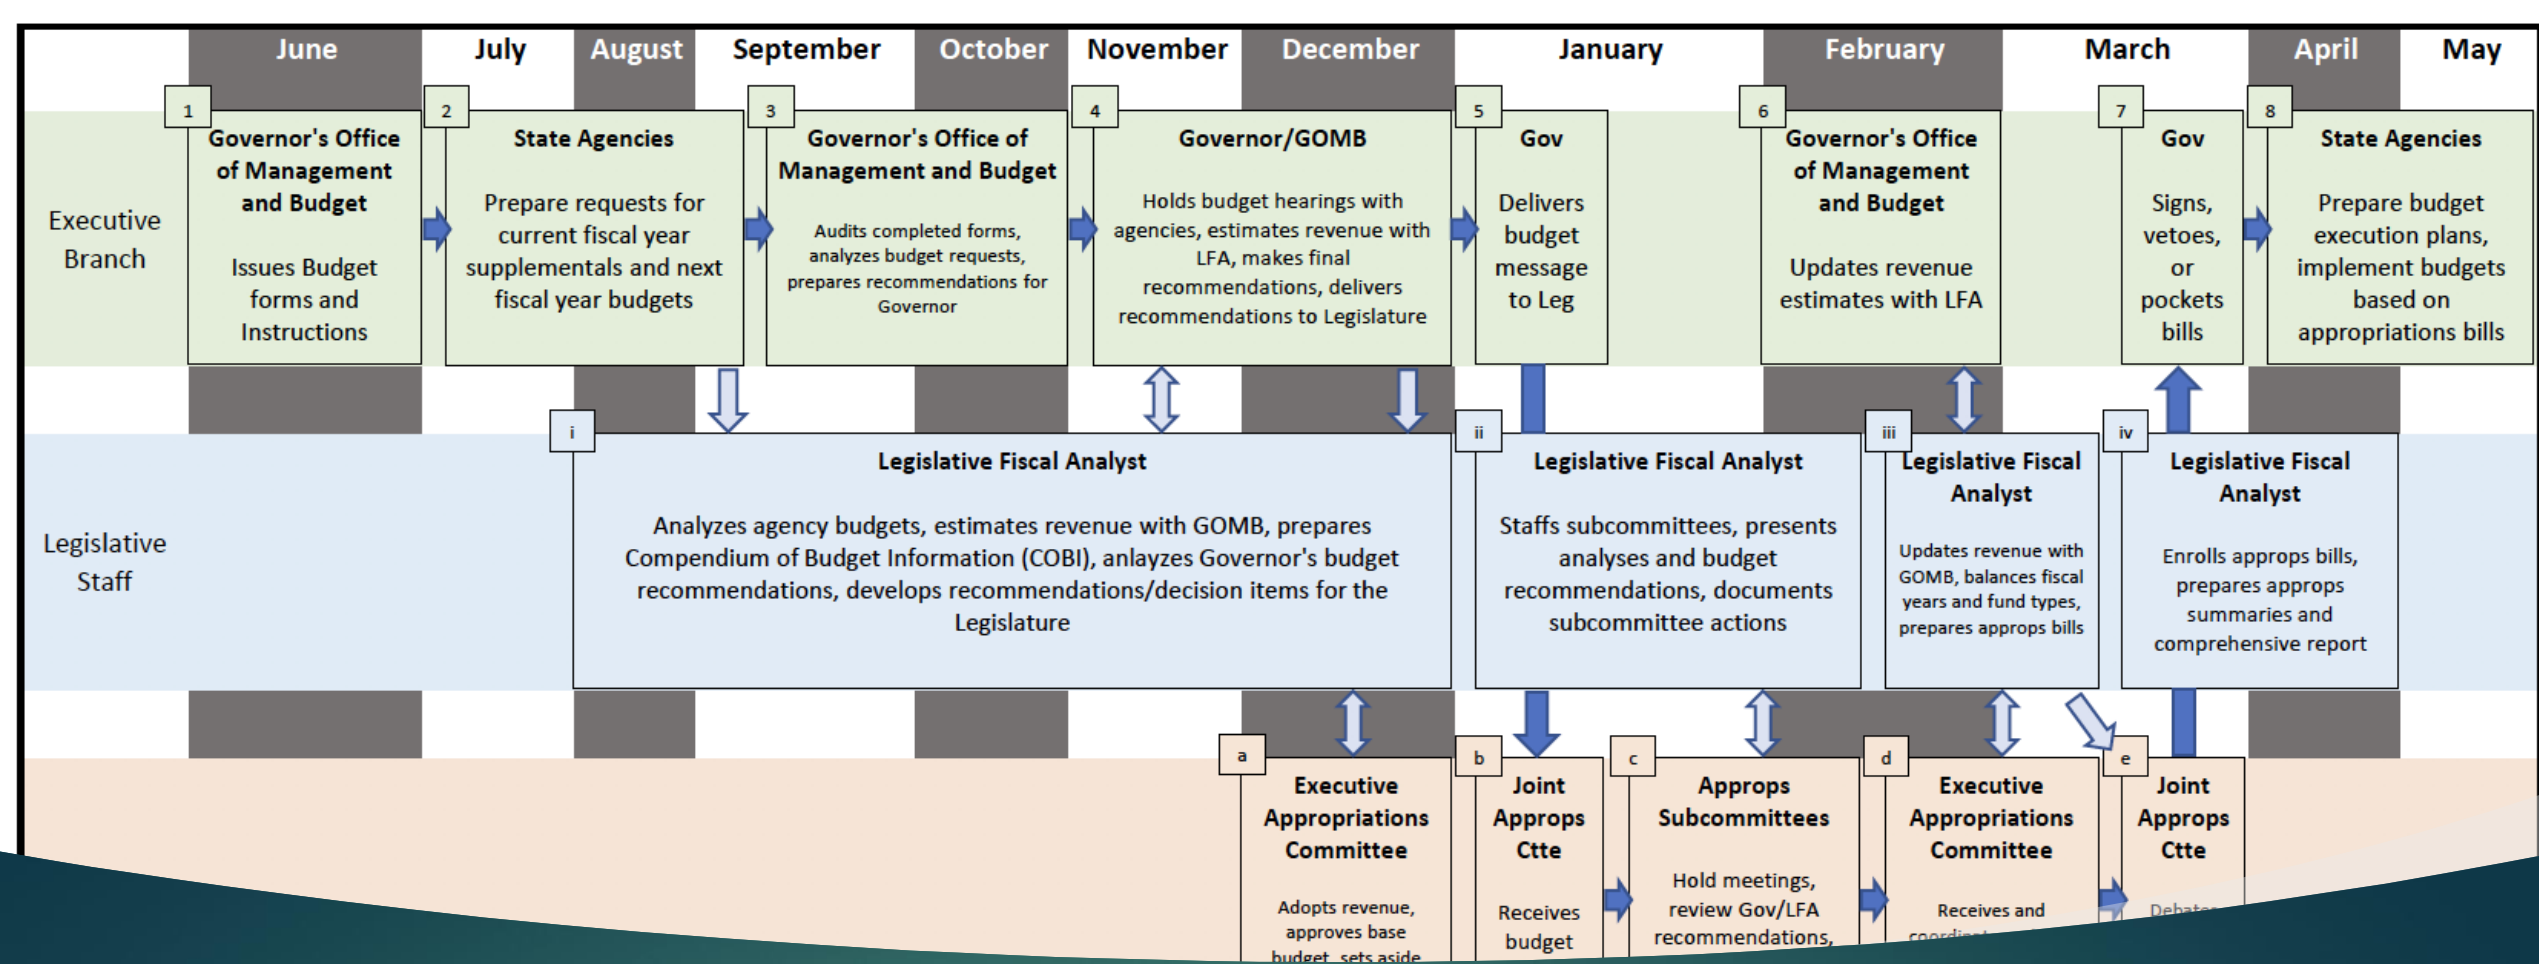 June July August September October November December January February March April May
Executive
Branch
1
Governor's Office
of Management
and Budget
Issues Budget
forms and
Instructions
2
State Agencies
Prepare requests for
current fiscal year
supplementals and next
fiscal year budgets
3
Governor's Office of
Management and Budget
Audits completed forms,
analyzes budget requests,
prepares recommendations for
Governor
4
Governor/GOMB
Holds budget hearings with
agencies, estimates revenue with
LFA, makes final
recommendations, delivers
recommendations to Legislature
5
Gov
Delivers
budget
message
to Leg
6
Governor's Office
of Management
and Budget
Updates revenue
estimates with LFA
7
Gov
Signs,
vetoes,
or
pockets
bills
8
State Agencies
Prepare budget
execution plans,
implement budgets
based on
appropriations bills
Legislative
Staff
i
Legislative Fiscal Analyst
Analyzes agency budgets, estimates revenue with GOMB, prepares
Compendium of Budget Information (COBI), anlayzes Governor's budget
recommendations, develops recommendations/decision items for the
Legislature
ii
Legislative Fiscal Analyst
Staffs subcommittees, presents
analyses and budget
recommendations, documents
subcommittee actions
iii
Legislative Fiscal
Analyst
Updates revenue with
GOMB, balances fiscal
years and fund types,
prepares approps bills
iv
Legislative Fiscal
Analyst
Enrolls approps bills,
prepares approps
summaries and
comprehensive report
a
Executive
Appropriations
Committee
Adopts revenue,
approves base
budget, sets aside
b
Joint
Approps
Ctte
Receives
budget
c
Approps
Subcommittees
Hold meetings,
review Gov/LFA
recommendations,
d
Executive
Appropriations
Committee
Receives and
e
Joint
Approps
Ctte